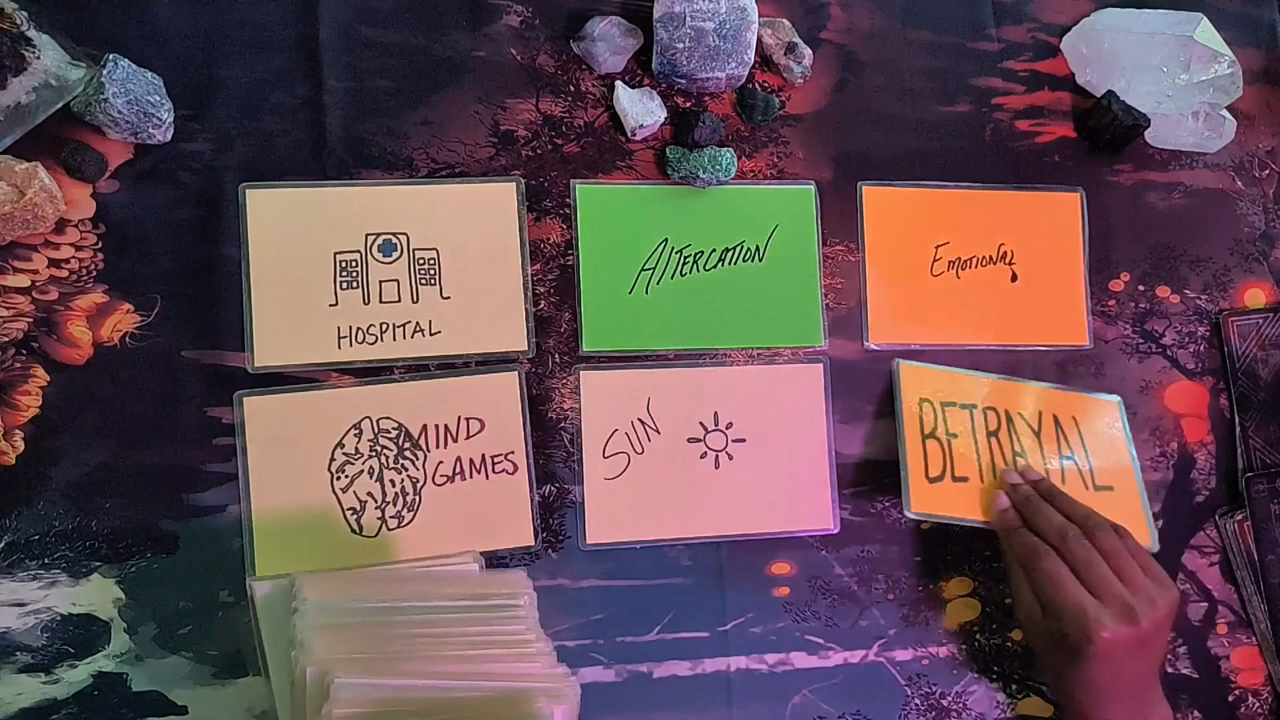 HOSPITAL
ALTERCATION
EMOTIONAL
MIND
GAMES
SUN
BETRAYAL